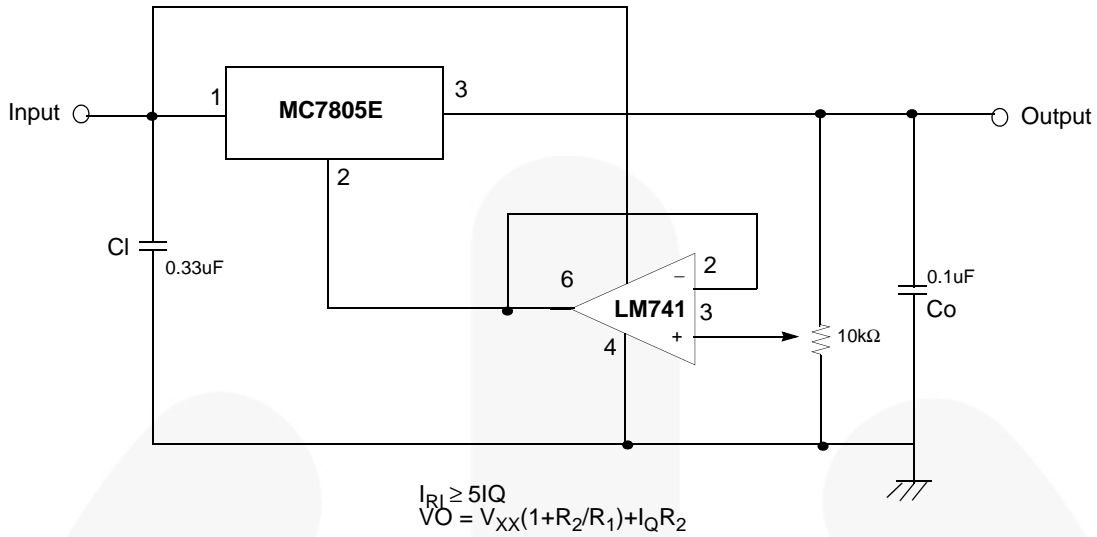 Input
1
MC7805E
3
Output
2
CI
0.33uF
6
−
2
LM741
3
+
4
10kΩ
0.1uF
Co
I_RI ≥ 5IQ
VO = V_XX(1+R_2/R_1)+I_QR_2